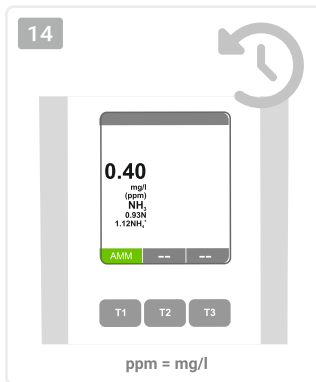 14
0.40
mg/l
(ppm)
NH₃
0.93N
1.12NH₄⁺
AMM -- --
T1 T2 T3
ppm = mg/l